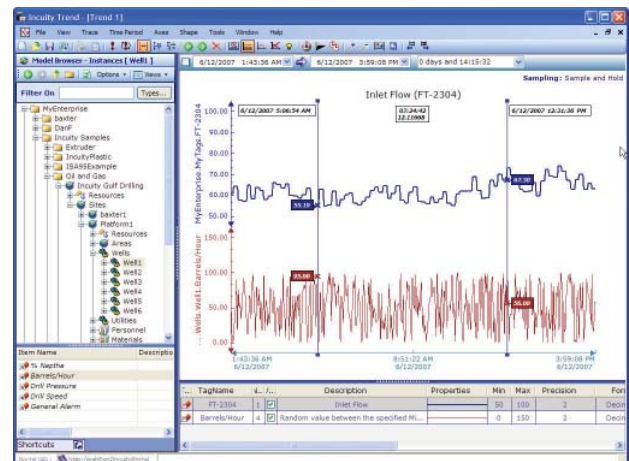 Incuity Trend - [Trend 1]
File View Trace Time Period Axes Shape Tools Window Help
Model Browser - Instances [ Well1 ]
Options Views
6/12/2007 1:43:36 AM 6/12/2007 3:59:08 PM 0 days and 14:15:32
Filter On Types...
Sampling: Sample and Hold
Inlet Flow (FT-2304)
MyEnterprise
baxter
DanF
Incuity Samples
Extruder
IncuityPlastic
ISA95Example
Oil and Gas
Incuity Gulf Drilling
Resources
Sites
baxter1
Platform1
Resources
Areas
Wells
Well1
Well2
Well3
Well4
Well5
Well6
Utilities
Personnel
Materials
MyEnterprise.MyTags.FT-2304
100.00
90.00
80.00
70.00
60.00
50.00
6/12/2007 5:06:54 AM
6/12/2007 12:31:36 PM
55.10
67.50
...Wells.Well1.Barrels/Hour
150.00
100.00
50.00
0.00
95.00
56.00
1:43:36 AM 8:51:22 AM 3:59:08 PM
6/12/2007 6/12/2007 6/12/2007
Item Name Descriptio
% Neptha
Barrels/Hour
Drill Pressure
Drill Speed
General Alarm
Shortcuts
TagName Description Properties Min Max Precision
FT-2304 1 Inlet Flow 50 100 2 Decin
Barrels/Hour 4 Random value between the specified Mi... 0 150 2 Decin